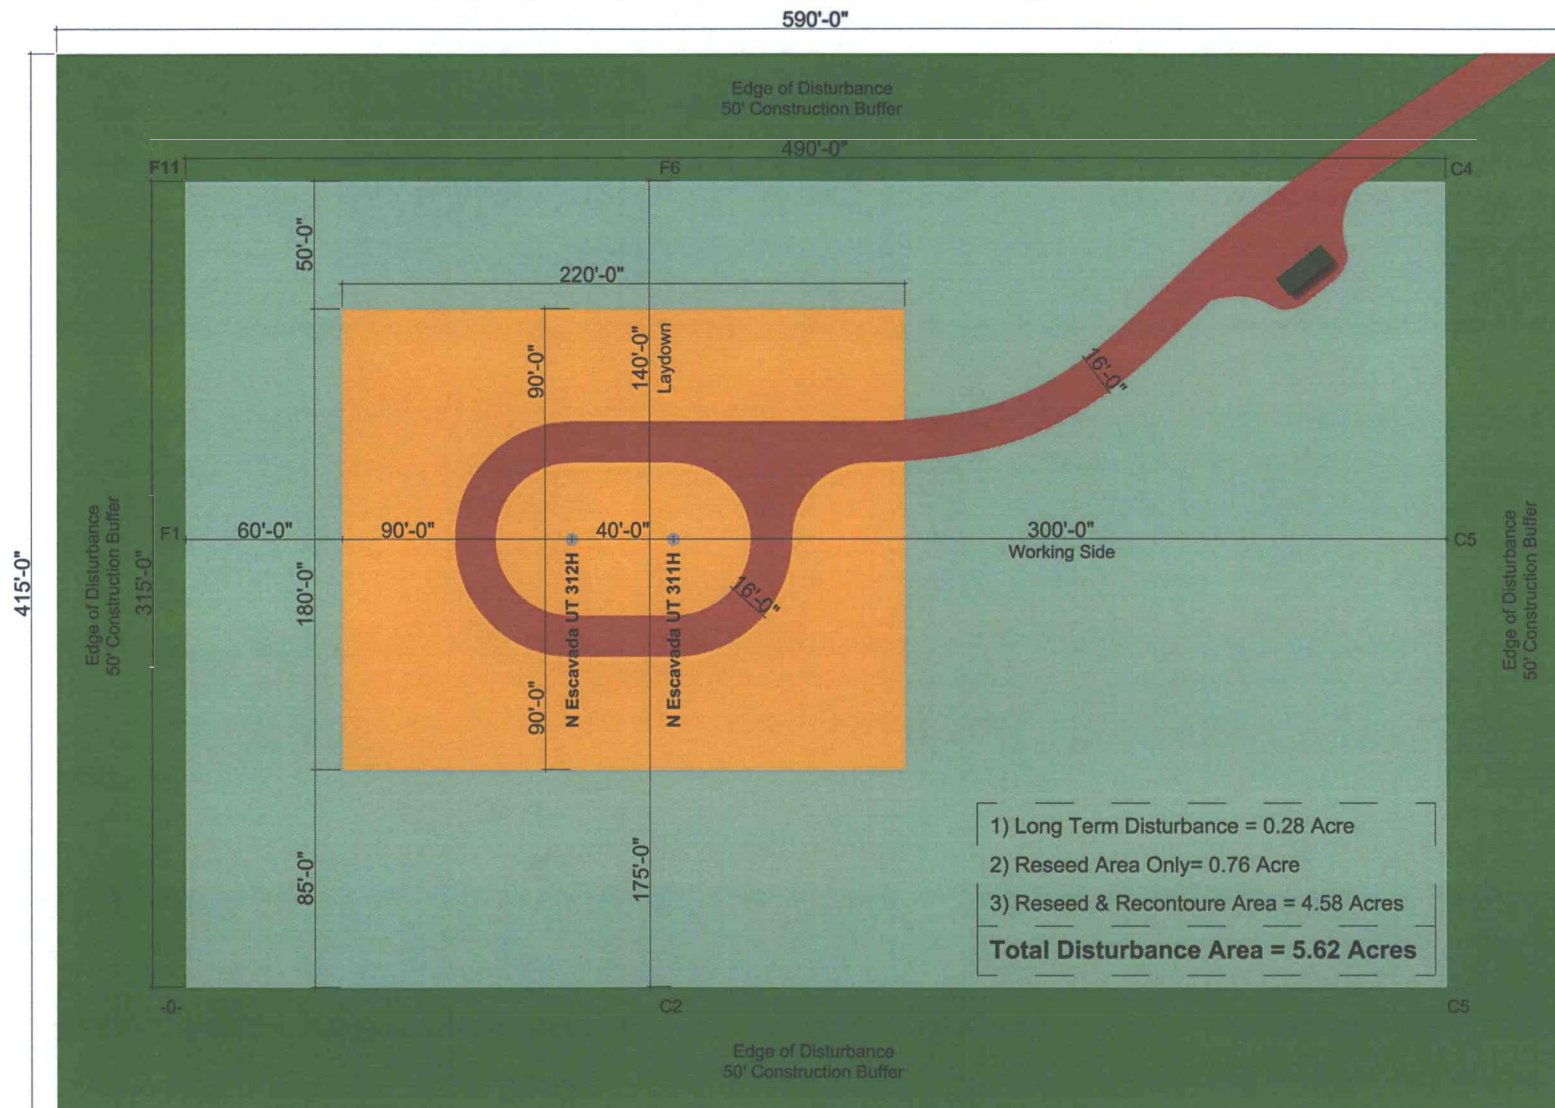 590'-0"
Edge of Disturbance
50' Construction Buffer
490'-0"
F11
F6
C4
50'-0"
220'-0"
90'-0"
140'-0"
Laydown
16'-0"
415'-0"
Edge of Disturbance
50' Construction Buffer
315'-0"
F1
60'-0"
90'-0"
40'-0"
300'-0"
Working Side
C5
Edge of Disturbance
50' Construction Buffer
180'-0"
N Escavada UT 312H
N Escavada UT 311H
16'-0"
90'-0"
85'-0"
175'-0"
1) Long Term Disturbance = 0.28 Acre
2) Reseed Area Only= 0.76 Acre
3) Reseed & Recontoure Area = 4.58 Acres
Total Disturbance Area = 5.62 Acres
-0-
C2
C5
Edge of Disturbance
50' Construction Buffer